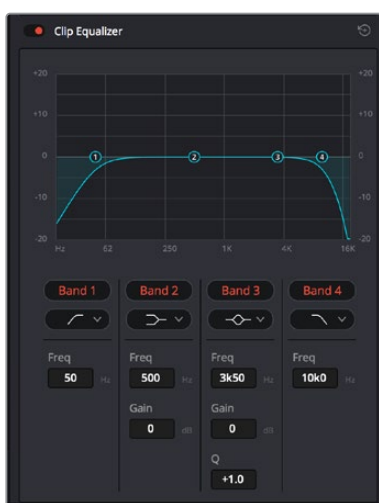 Clip Equalizer
+20 +20
+10 +10
0 0
-10 -10
-20 -20
Hz 62 250 1K 4K 16K
1 2 3 4
Band 1 Band 2 Band 3 Band 4
Freq Freq Freq Freq
50 Hz 500 Hz 3k50 Hz 10k0 Hz
Gain Gain
0 dB 0 dB
Q
+1.0